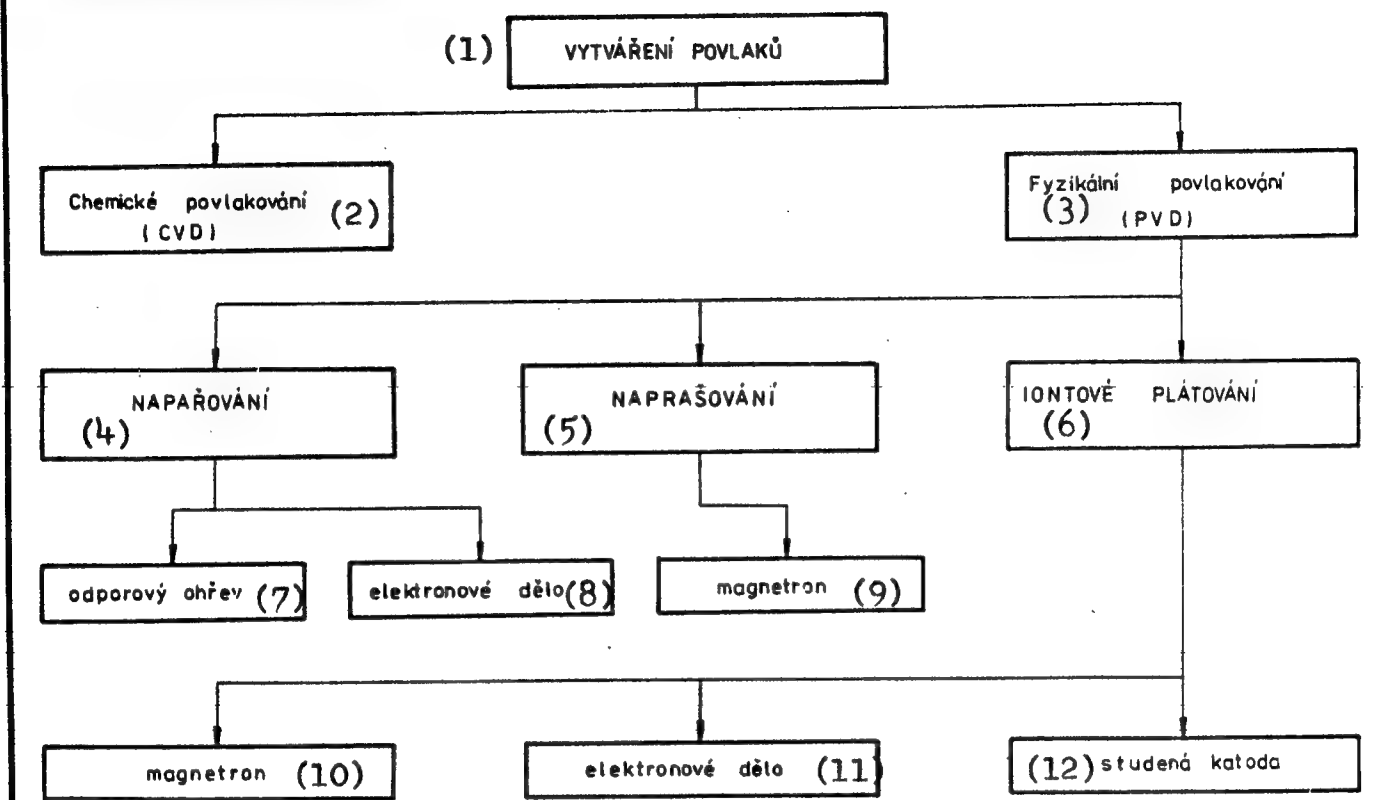 (1) VYTVÁŘENÍ POVLAKŮ
Chemické povlakování (2)
(CVD)
Fyzikální povlakování
(3) (PVD)
NAPAŘOVÁNÍ
(4)
NAPRAŠOVÁNÍ
(5)
IONTOVÉ PLÁTOVÁNÍ
(6)
odporový ohřev (7)
elektronové dělo (8)
magnetron (9)
magnetron (10)
elektronové dělo (11)
(12) studená katoda